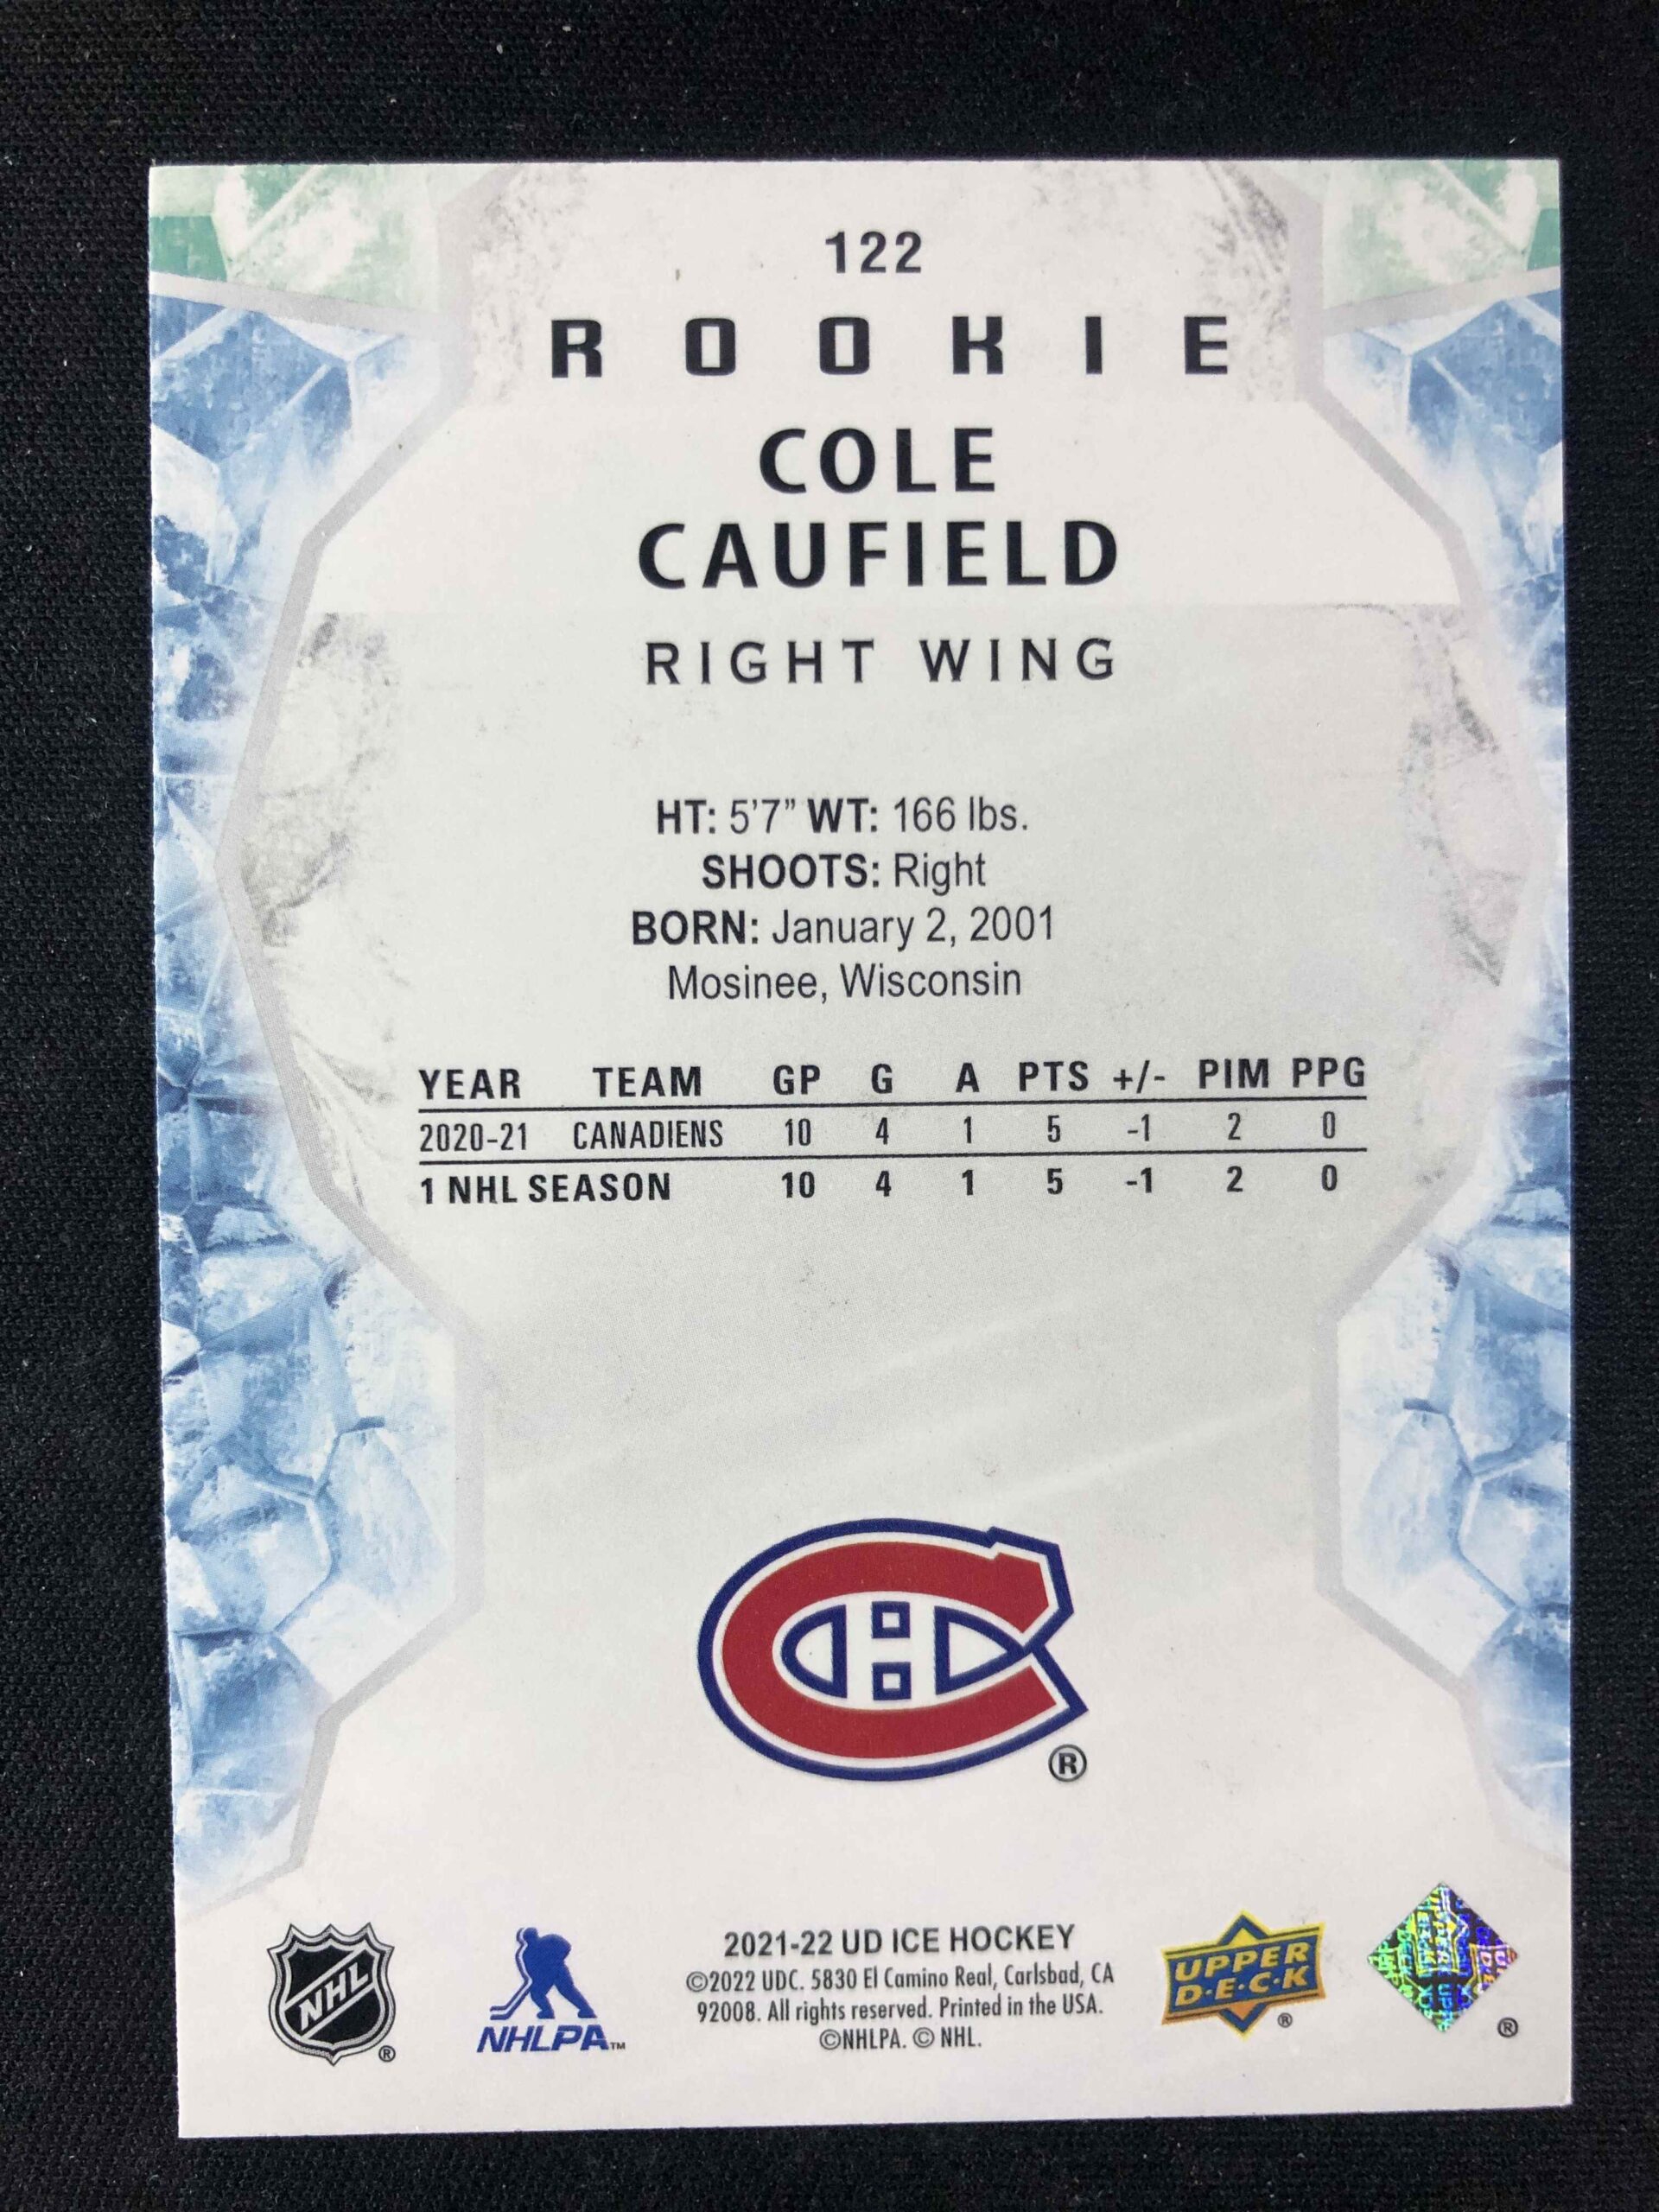 122
ROOKIE
COLE
CAUFIELD
RIGHT WING
HT: 5'7" WT: 166 lbs.
SHOOTS: Right
BORN: January 2, 2001
Mosinee, Wisconsin
YEAR TEAM GP G A PTS +/- PIM PPG
2020-21 CANADIENS 10 4 1 5 -1 2 0
1 NHL SEASON 10 4 1 5 -1 2 0
®
2021-22 UD ICE HOCKEY
©2022 UDC. 5830 El Camino Real, Carlsbad, CA
92008. All rights reserved. Printed in the USA.
©NHLPA. © NHL.
NHL ®
NHLPA™
UPPER
D·E·C·K ®
®